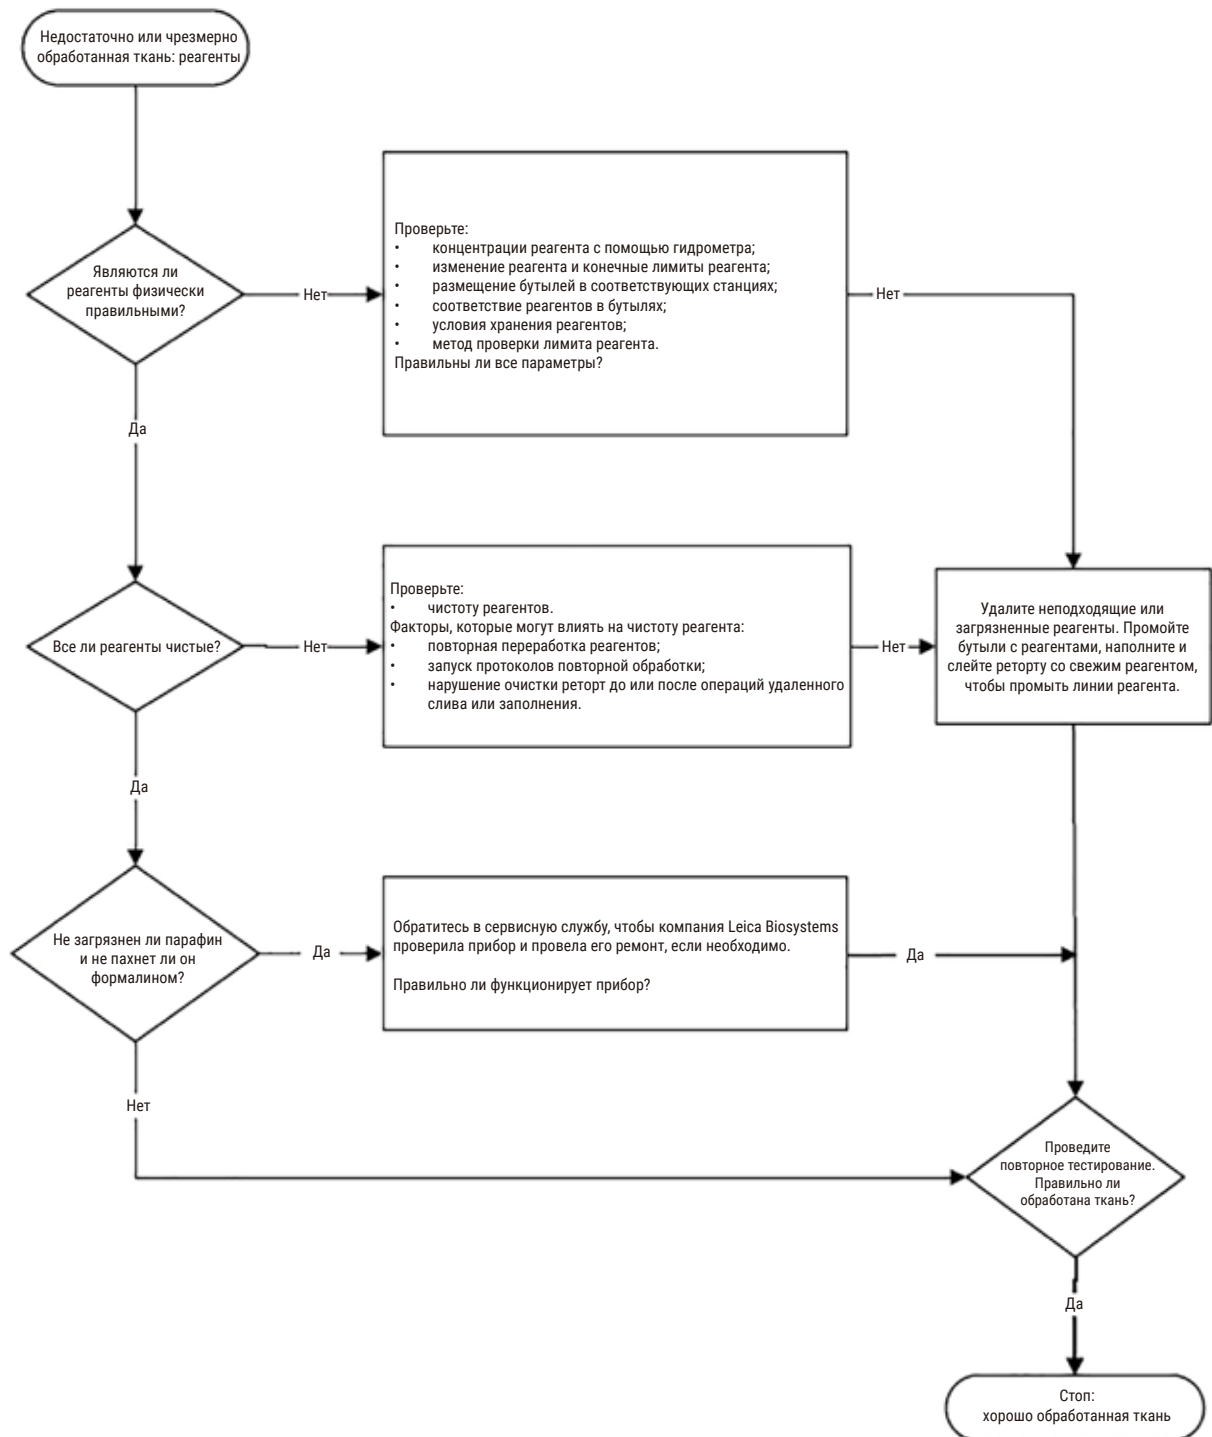 Недостаточно или чрезмерно
обработанная ткань: реагенты
Являются ли
реагенты физически
правильными?
Нет
Проверьте:
• концентрации реагента с помощью гидрометра;
• изменение реагента и конечные лимиты реагента;
• размещение бутылей в соответствующих станциях;
• соответствие реагентов в бутылях;
• условия хранения реагентов;
• метод проверки лимита реагента.
Правильны ли все параметры?
Нет
Да
Все ли реагенты чистые?
Нет
Проверьте:
• чистоту реагентов.
Факторы, которые могут влиять на чистоту реагента:
• повторная переработка реагентов;
• запуск протоколов повторной обработки;
• нарушение очистки реторт до или после операций удаленного
слива или заполнения.
Нет
Удалите неподходящие или
загрязненные реагенты. Промойте
бутыли с реагентами, наполните и
слейте реторту со свежим реагентом,
чтобы промыть линии реагента.
Да
Не загрязнен ли парафин
и не пахнет ли он
формалином?
Да
Обратитесь в сервисную службу, чтобы компания Leica Biosystems
проверила прибор и провела его ремонт, если необходимо.
Правильно ли функционирует прибор?
Да
Нет
Проведите
повторное тестирование.
Правильно ли
обработана ткань?
Да
Стоп:
хорошо обработанная ткань